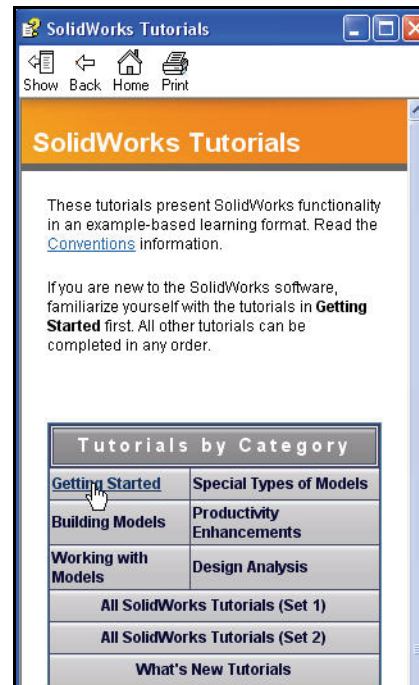 SolidWorks Tutorials
Show Back Home Print
SolidWorks Tutorials
These tutorials present SolidWorks functionality
in an example-based learning format. Read the
Conventions information.
If you are new to the SolidWorks software,
familiarize yourself with the tutorials in Getting
Started first. All other tutorials can be
completed in any order.
Tutorials by Category
Getting Started Special Types of Models
Building Models Productivity
Enhancements
Working with
Models Design Analysis
All SolidWorks Tutorials (Set 1)
All SolidWorks Tutorials (Set 2)
What's New Tutorials